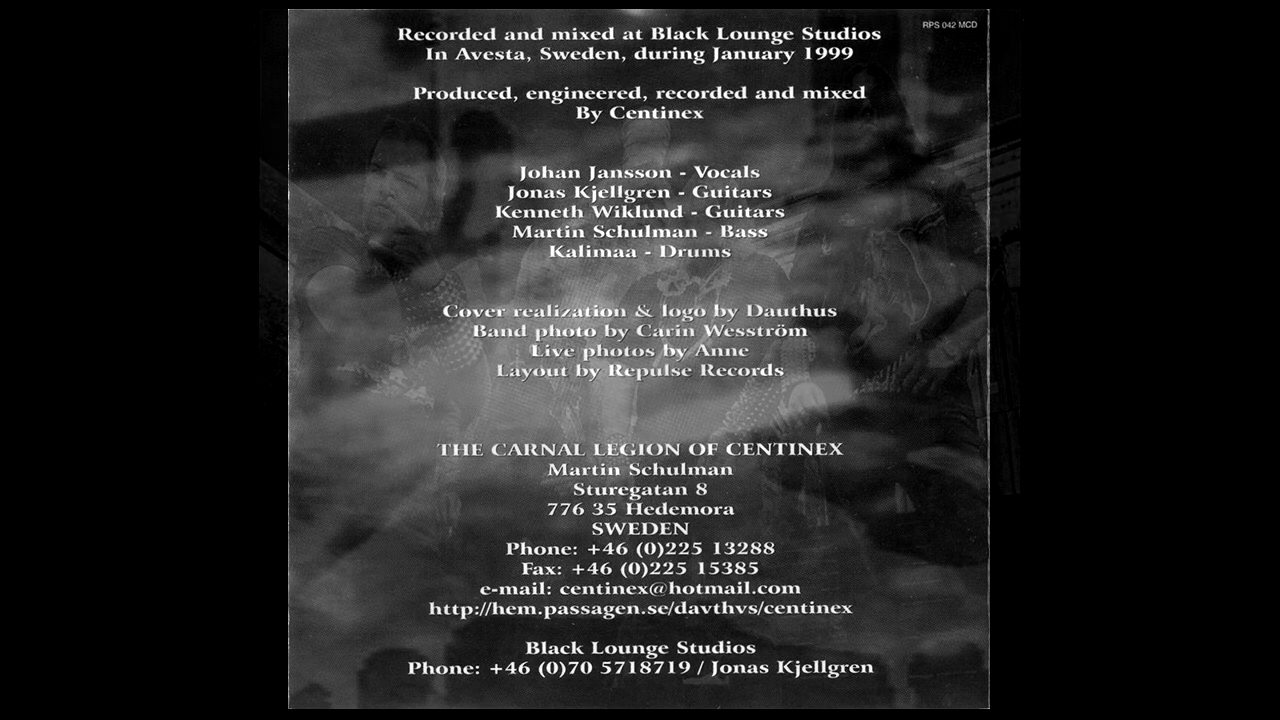 RPS 042 MCD
Recorded and mixed at Black Lounge Studios
In Avesta, Sweden, during January 1999
Produced, engineered, recorded and mixed
By Centinex
Johan Jansson - Vocals
Jonas Kjellgren - Guitars
Kenneth Wiklund - Guitars
Martin Schulman - Bass
Kalimaa - Drums
Cover realization & logo by Dauthus
Band photo by Carin Wesström
Live photos by Anne
Layout by Repulse Records
THE CARNAL LEGION OF CENTINEX
Martin Schulman
Sturegatan 8
776 35 Hedemora
SWEDEN
Phone: +46 (0)225 13288
Fax: +46 (0)225 15385
e-mail: centinex@hotmail.com
http://hem.passagen.se/davthvs/centinex
Black Lounge Studios
Phone: +46 (0)70 5718719 / Jonas Kjellgren